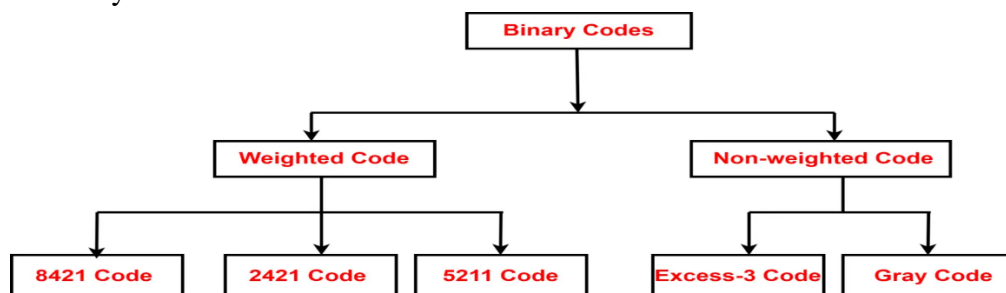 Binary Codes
Weighted Code
Non-weighted Code
8421 Code
2421 Code
5211 Code
Excess-3 Code
Gray Code